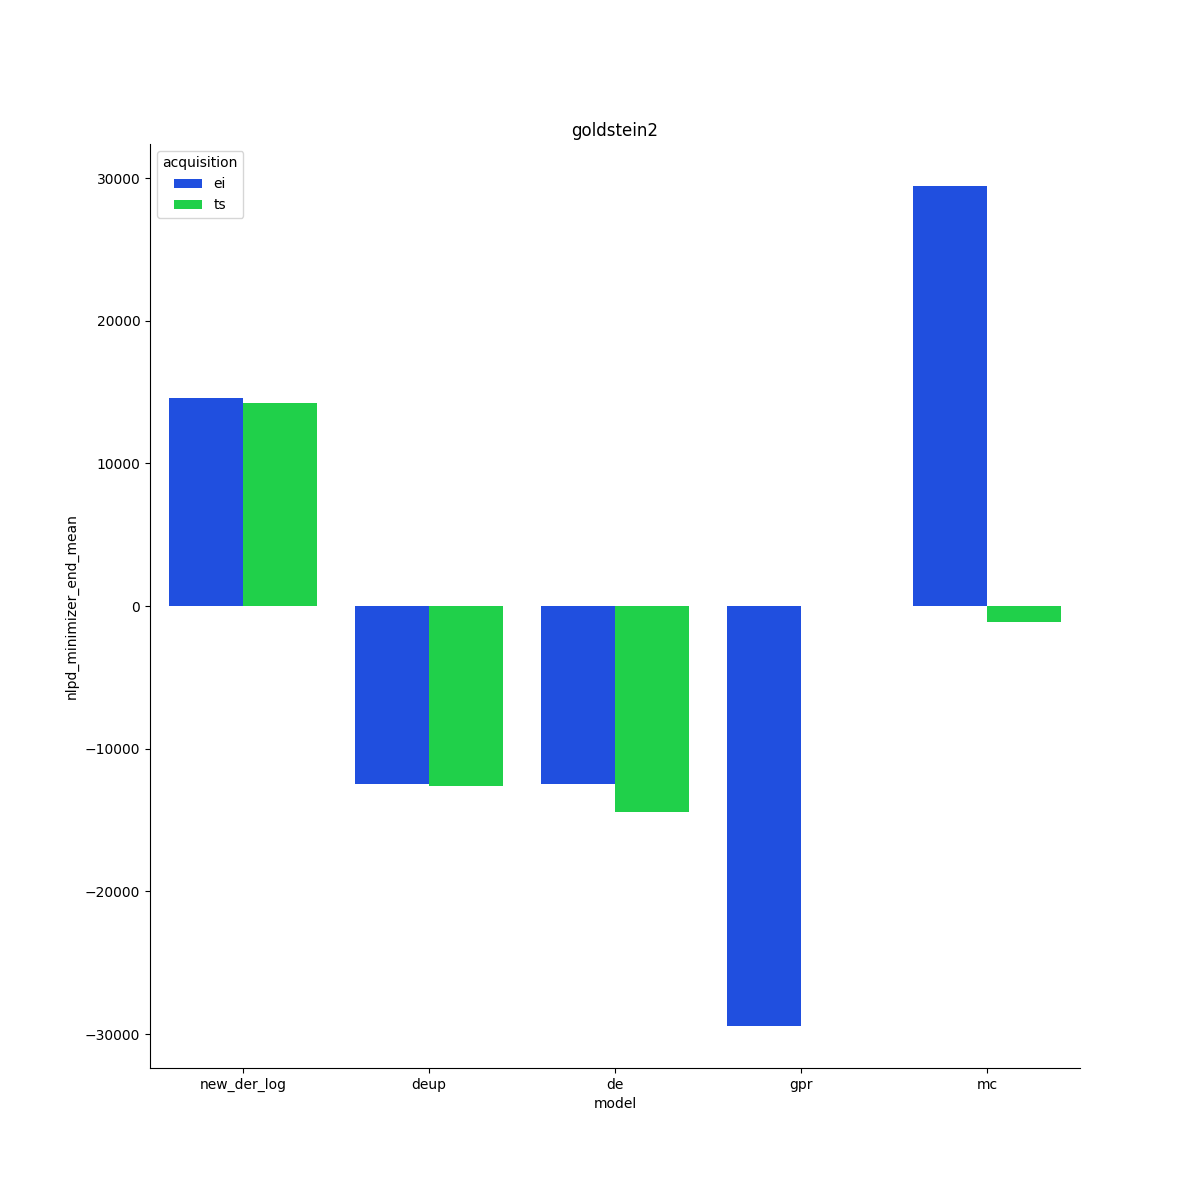 goldstein2
acquisition
ei
ts
30000
20000
10000
0
−10000
−20000
−30000
nlpd_minimizer_end_mean
new_der_log
deup
de
gpr
mc
model